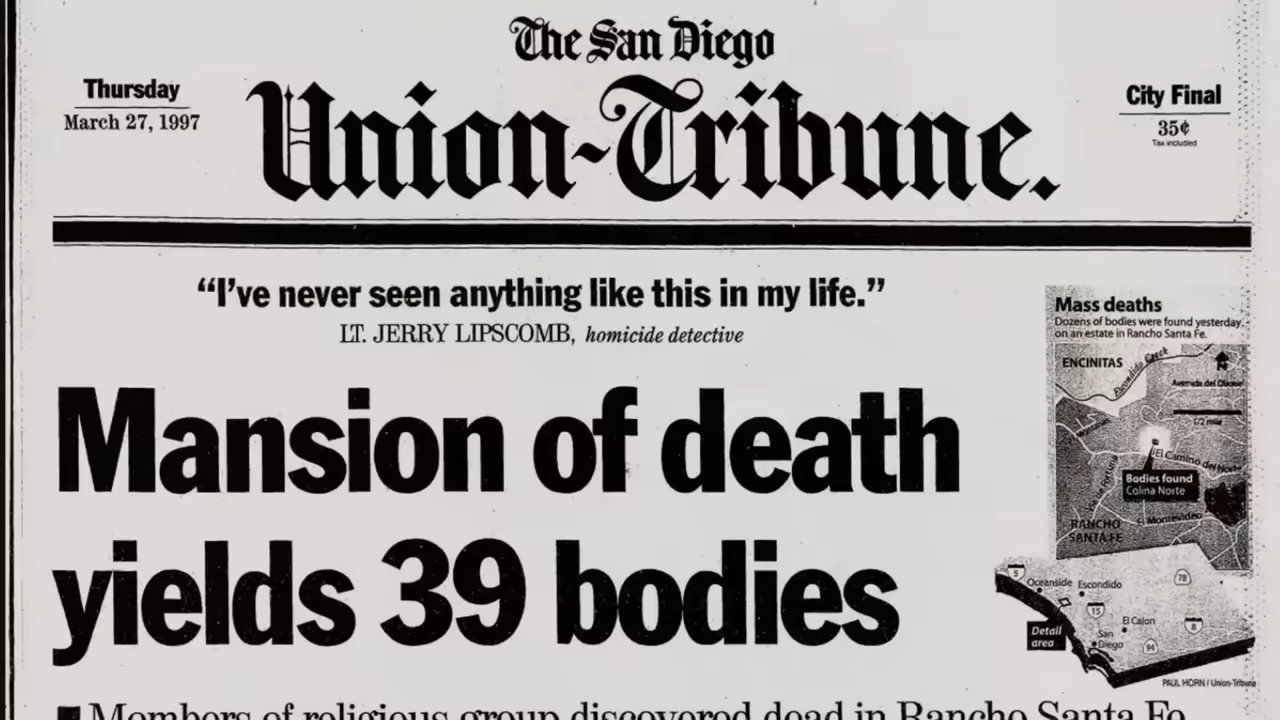 The San Diego
Thursday
March 27, 1997
Union-Tribune.
City Final
35¢
Tax included
“I’ve never seen anything like this in my life.”
LT. JERRY LIPSCOMB, homicide detective
Mansion of death
yields 39 bodies
Members of religious group discovered dead in Rancho Santa Fe
Mass deaths
Dozens of bodies were found yesterday
on an estate in Rancho Santa Fe.
ENCINITAS
Escondido Creek
N
Avenida del
1/2 mile
El Camino del Norte
Bodies found
Colina Norte
Montevideo
RANCHO
SANTA FE
5
Oceanside
Escondido
78
15
El Cajon
8
Detail
area
San
Diego
94
PAUL HORN / Union-Tribune